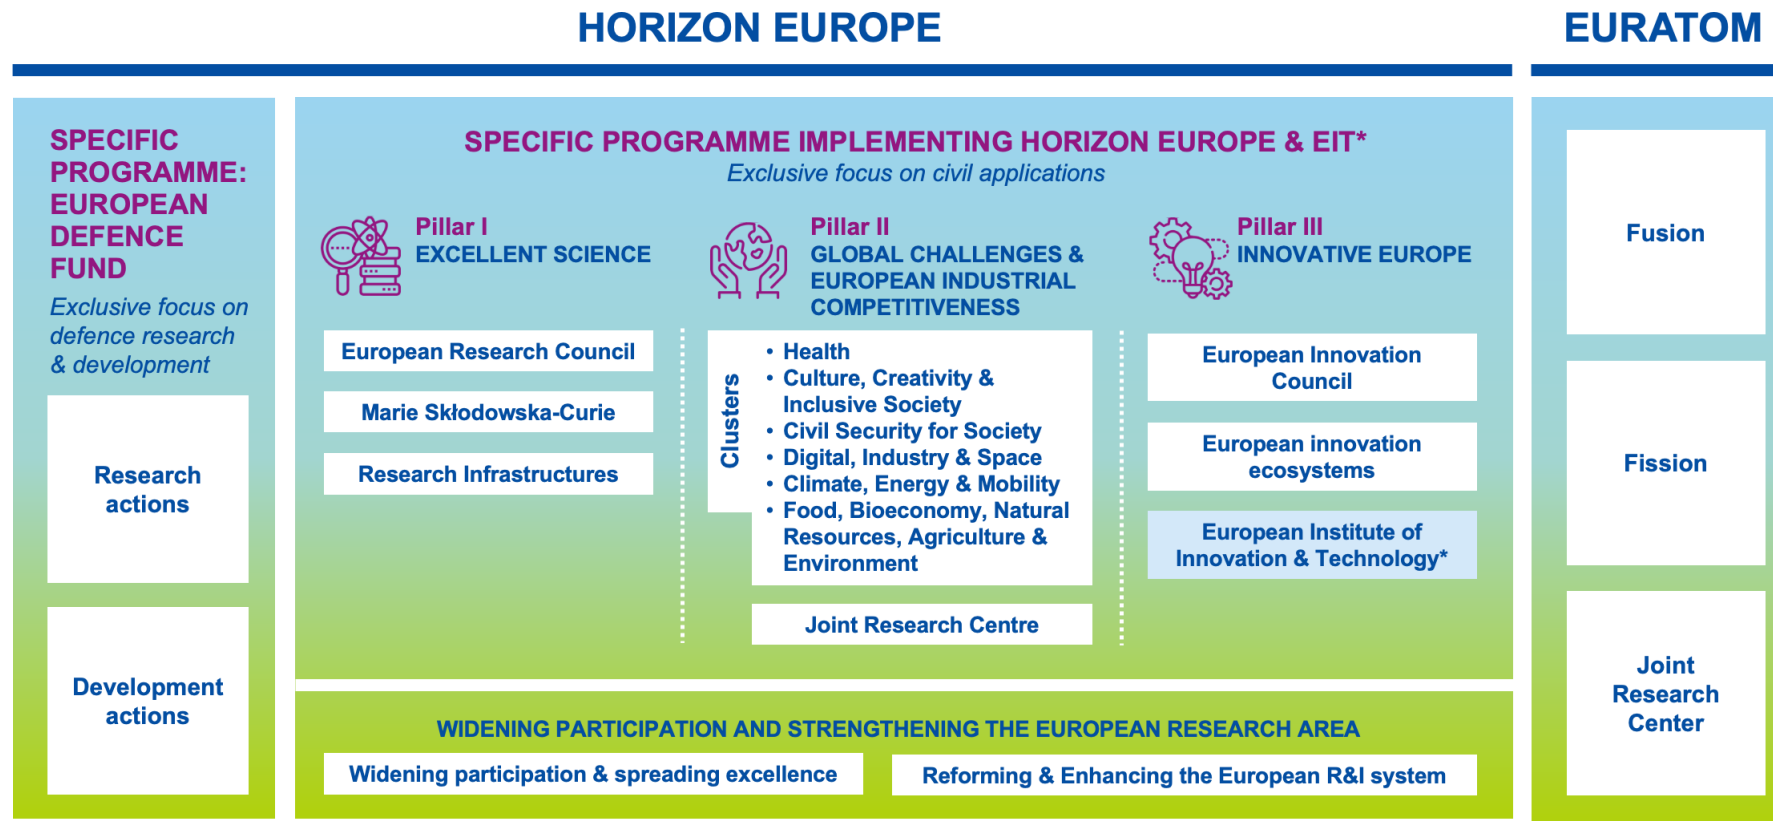 HORIZON EUROPE
EURATOM
SPECIFIC
PROGRAMME:
EUROPEAN
DEFENCE
FUND
Exclusive focus on
defence research
& development
Research
actions
Development
actions
SPECIFIC PROGRAMME IMPLEMENTING HORIZON EUROPE & EIT*
Exclusive focus on civil applications
Pillar I
EXCELLENT SCIENCE
European Research Council
Marie Skłodowska-Curie
Research Infrastructures
Pillar II
GLOBAL CHALLENGES &
EUROPEAN INDUSTRIAL
COMPETITIVENESS
Clusters
• Health
• Culture, Creativity &
Inclusive Society
• Civil Security for Society
• Digital, Industry & Space
• Climate, Energy & Mobility
• Food, Bioeconomy, Natural
Resources, Agriculture &
Environment
Joint Research Centre
Pillar III
INNOVATIVE EUROPE
European Innovation
Council
European innovation
ecosystems
European Institute of
Innovation & Technology*
WIDENING PARTICIPATION AND STRENGTHENING THE EUROPEAN RESEARCH AREA
Widening participation & spreading excellence
Reforming & Enhancing the European R&I system
Fusion
Fission
Joint
Research
Center